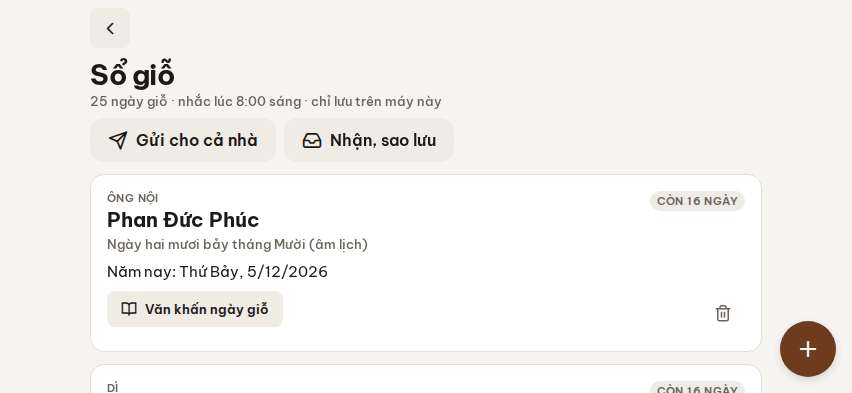 Sổ giỗ
25 ngày giỗ · nhắc lúc 8:00 sáng · chỉ lưu trên máy này
Gửi cho cả nhà
Nhận, sao lưu
ÔNG NỘI
CÒN 16 NGÀY
Phan Đức Phúc
Ngày hai mươi bảy tháng Mười (âm lịch)
Năm nay: Thứ Bảy, 5/12/2026
Văn khấn ngày giỗ
DÌ
CÒN 16 NGÀY